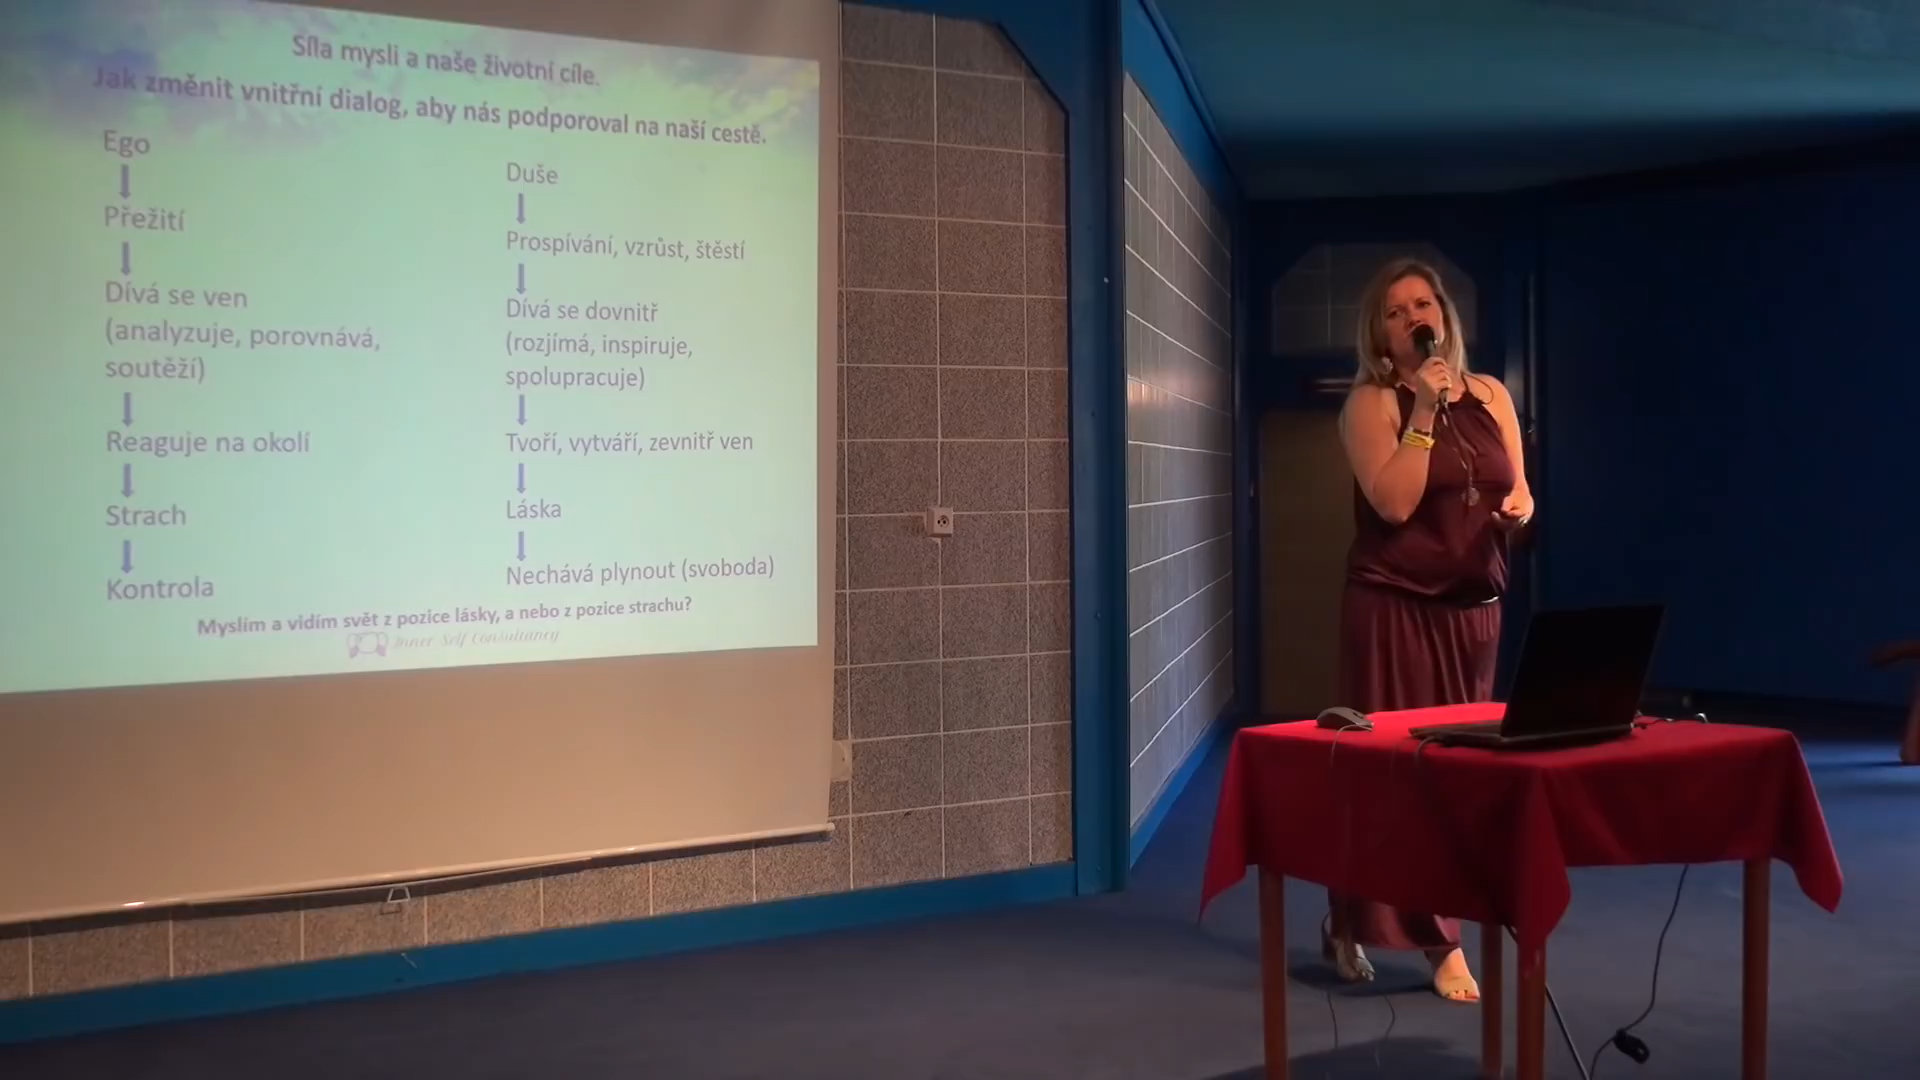 Síla mysli a naše životní cíle.
Jak změnit vnitřní dialog, aby nás podporoval na naší cestě.
Ego
Přežití
Dívá se ven
(analyzuje, porovnává,
soutěží)
Reaguje na okolí
Strach
Kontrola
Duše
Prospívání, vzrůst, štěstí
Dívá se dovnitř
(rozjímá, inspiruje,
spolupracuje)
Tvoří, vytváří, zevnitř ven
Láska
Nechává plynout (svoboda)
Myslím a vidím svět z pozice lásky, a nebo z pozice strachu?
Inner Self Consultancy